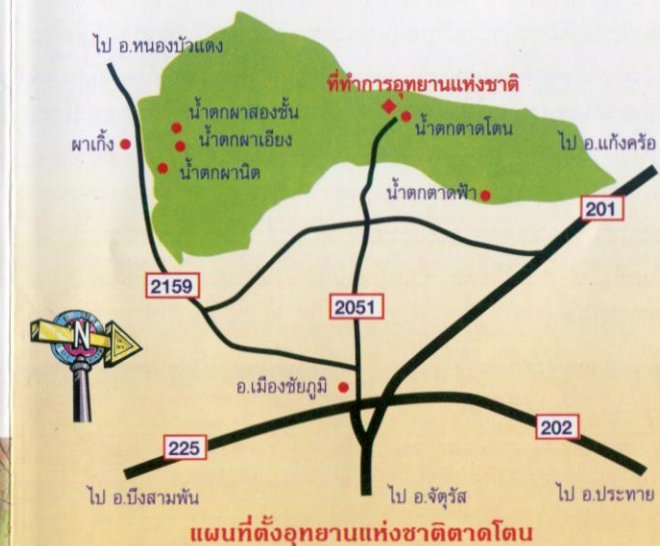 ไป อ.หนองบัวแดง
ที่ทำการอุทยานแห่งชาติ
น้ำตกผาสองชั้น
น้ำตกตาดโตน
ผาเกิ้ง
น้ำตกผาเอียง
ไป อ.แก้งคร้อ
น้ำตกผานิต
น้ำตกตาดฟ้า
201
2159
2051
N
อ.เมืองชัยภูมิ
225
202
ไป อ.บึงสามพัน
ไป อ.จัตุรัส
ไป อ.ประทาย
แผนที่ตั้งอุทยานแห่งชาติตาดโตน